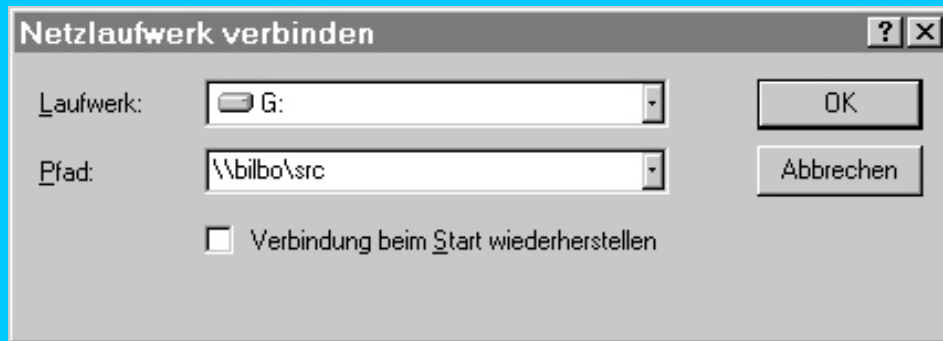 Netzlaufwerk verbinden
Laufwerk: G: OK
Pfad: \\bilbo\src Abbrechen
Verbindung beim Start wiederherstellen